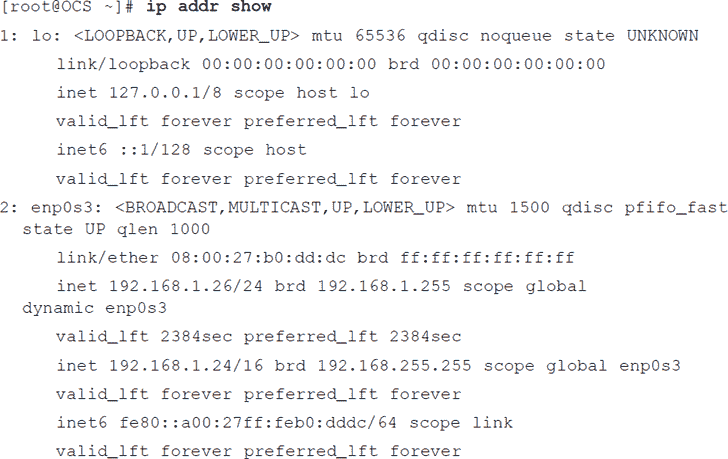 [root@OCS ~]# ip addr show
1: lo: <LOOPBACK,UP,LOWER_UP> mtu 65536 qdisc noqueue state UNKNOWN
link/loopback 00:00:00:00:00:00 brd 00:00:00:00:00:00
inet 127.0.0.1/8 scope host lo
valid_lft forever preferred_lft forever
inet6 ::1/128 scope host
valid_lft forever preferred_lft forever
2: enp0s3: <BROADCAST,MULTICAST,UP,LOWER_UP> mtu 1500 qdisc pfifo_fast
state UP qlen 1000
link/ether 08:00:27:b0:dd:dc brd ff:ff:ff:ff:ff:ff
inet 192.168.1.26/24 brd 192.168.1.255 scope global
dynamic enp0s3
valid_lft 2384sec preferred_lft 2384sec
inet 192.168.1.24/16 brd 192.168.255.255 scope global enp0s3
valid_lft forever preferred_lft forever
inet6 fe80::a00:27ff:feb0:dddc/64 scope link
valid_lft forever preferred_lft forever